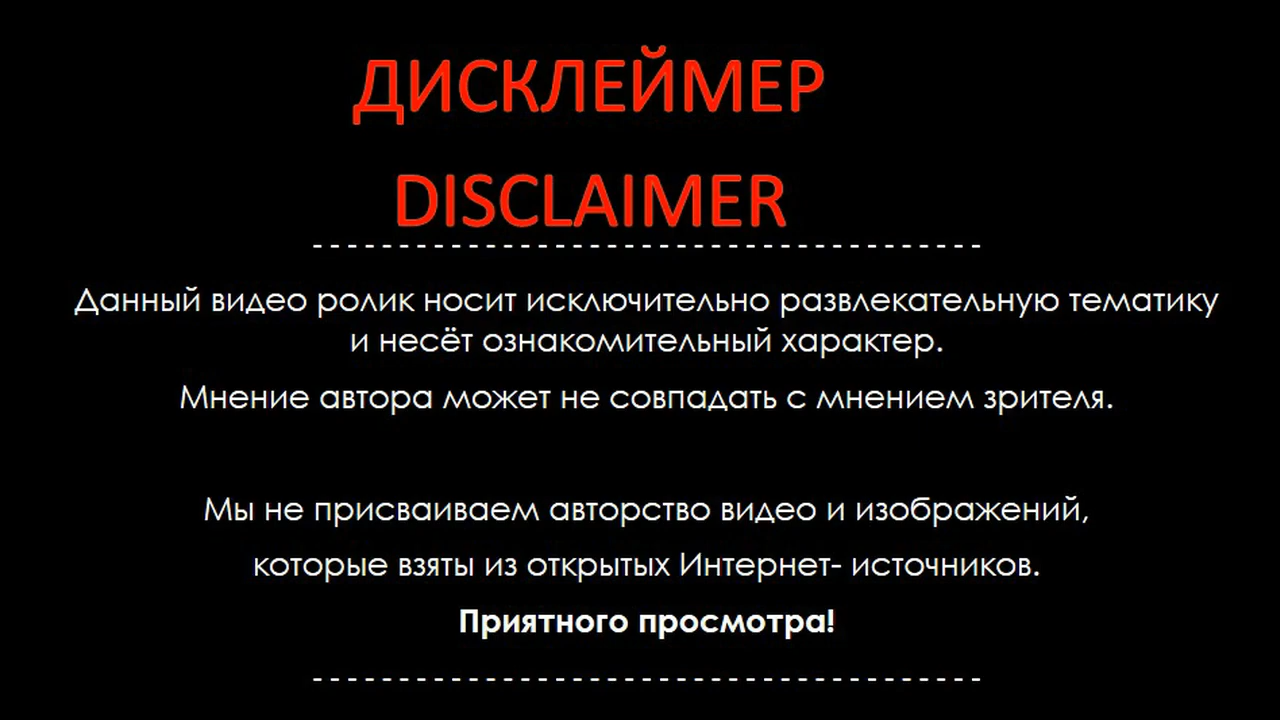 ДИСКЛЕЙМЕР
DISCLAIMER
- - - - - - - - - - - - - - - - - - - - - - - - - - - - - - - - - - - - - - -
Данный видео ролик носит исключительно развлекательную тематику
и несёт ознакомительный характер.
Мнение автора может не совпадать с мнением зрителя.
Мы не присваиваем авторство видео и изображений,
которые взяты из открытых Интернет- источников.
Приятного просмотра!
- - - - - - - - - - - - - - - - - - - - - - - - - - - - - - - - - - - - - - -